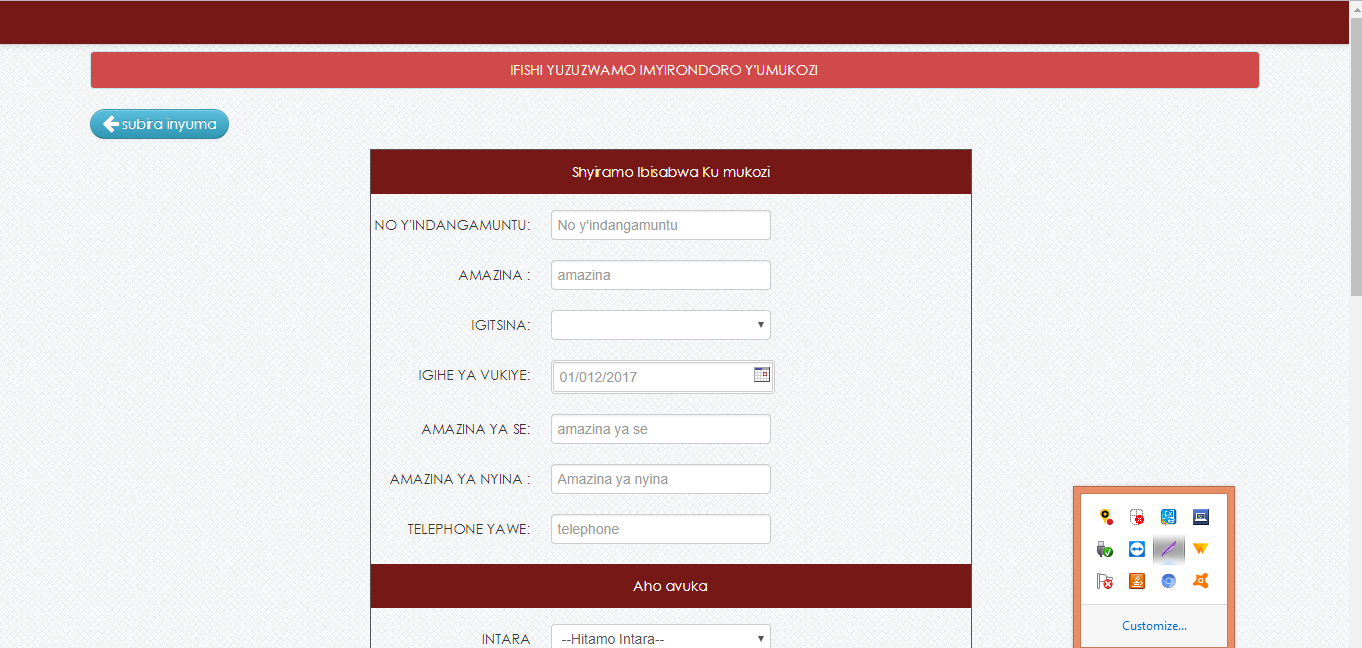 IFISHI YUZUZWAMO IMYIRONDORO Y'UMUKOZI
subira inyuma
Shyiramo Ibisabwa Ku mukozi
NO Y'INDANGAMUNTU: No y'indangamuntu
AMAZINA : amazina
IGITSINA:
IGIHE YA VUKIYE: 01/012/2017
AMAZINA YA SE: amazina ya se
AMAZINA YA NYINA : Amazina ya nyina
TELEPHONE YAWE: telephone
Aho avuka
INTARA --Hitamo Intara--
Customize...